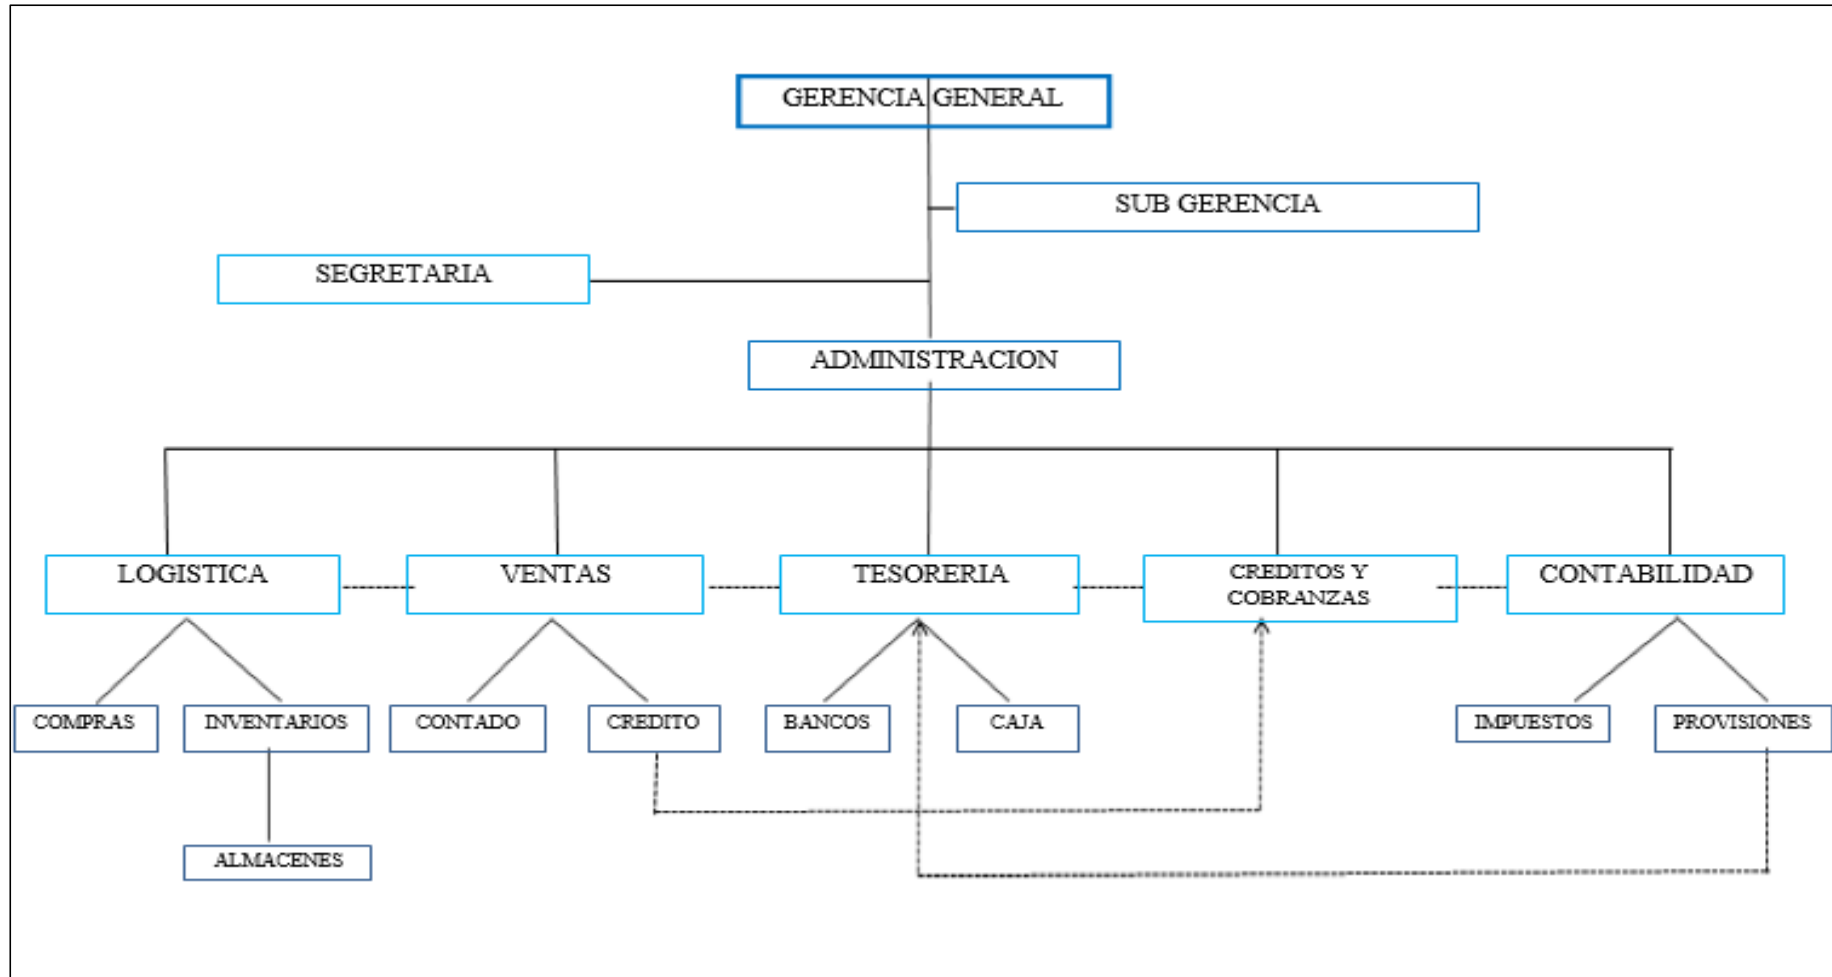 GERENCIA GENERAL
SUB GERENCIA
SEGRETARIA
ADMINISTRACION
LOGISTICA
VENTAS
TESORERIA
CREDITOS Y
COBRANZAS
CONTABILIDAD
COMPRAS
INVENTARIOS
CONTADO
CREDITO
BANCOS
CAJA
IMPUESTOS
PROVISIONES
ALMACENES